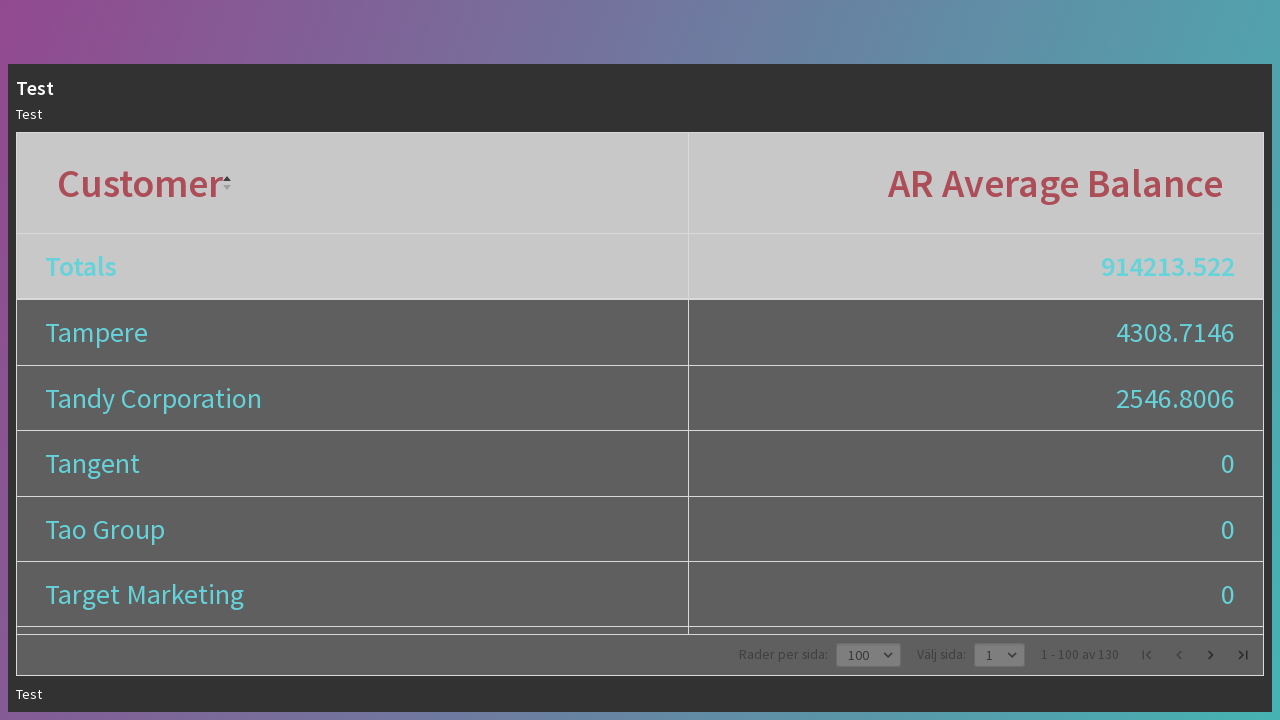 Test
Test
Customer AR Average Balance
Totals 914213.522
Tampere 4308.7146
Tandy Corporation 2546.8006
Tangent 0
Tao Group 0
Target Marketing 0
Rader per sida: 100 Välj sida: 1 1 - 100 av 130
Test